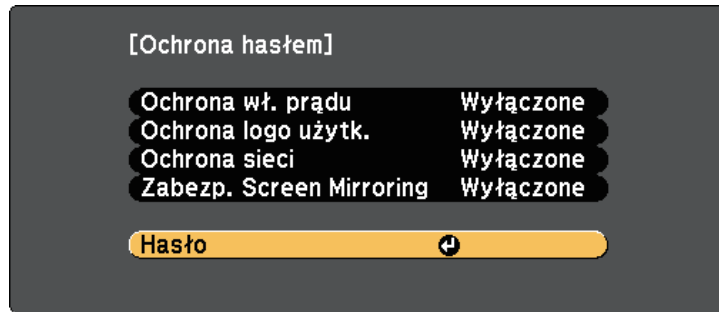 [Ochrona hasłem]
Ochrona wł. prądu Wyłączone
Ochrona logo użytk. Wyłączone
Ochrona sieci Wyłączone
Zabezp. Screen Mirroring Wyłączone
Hasło